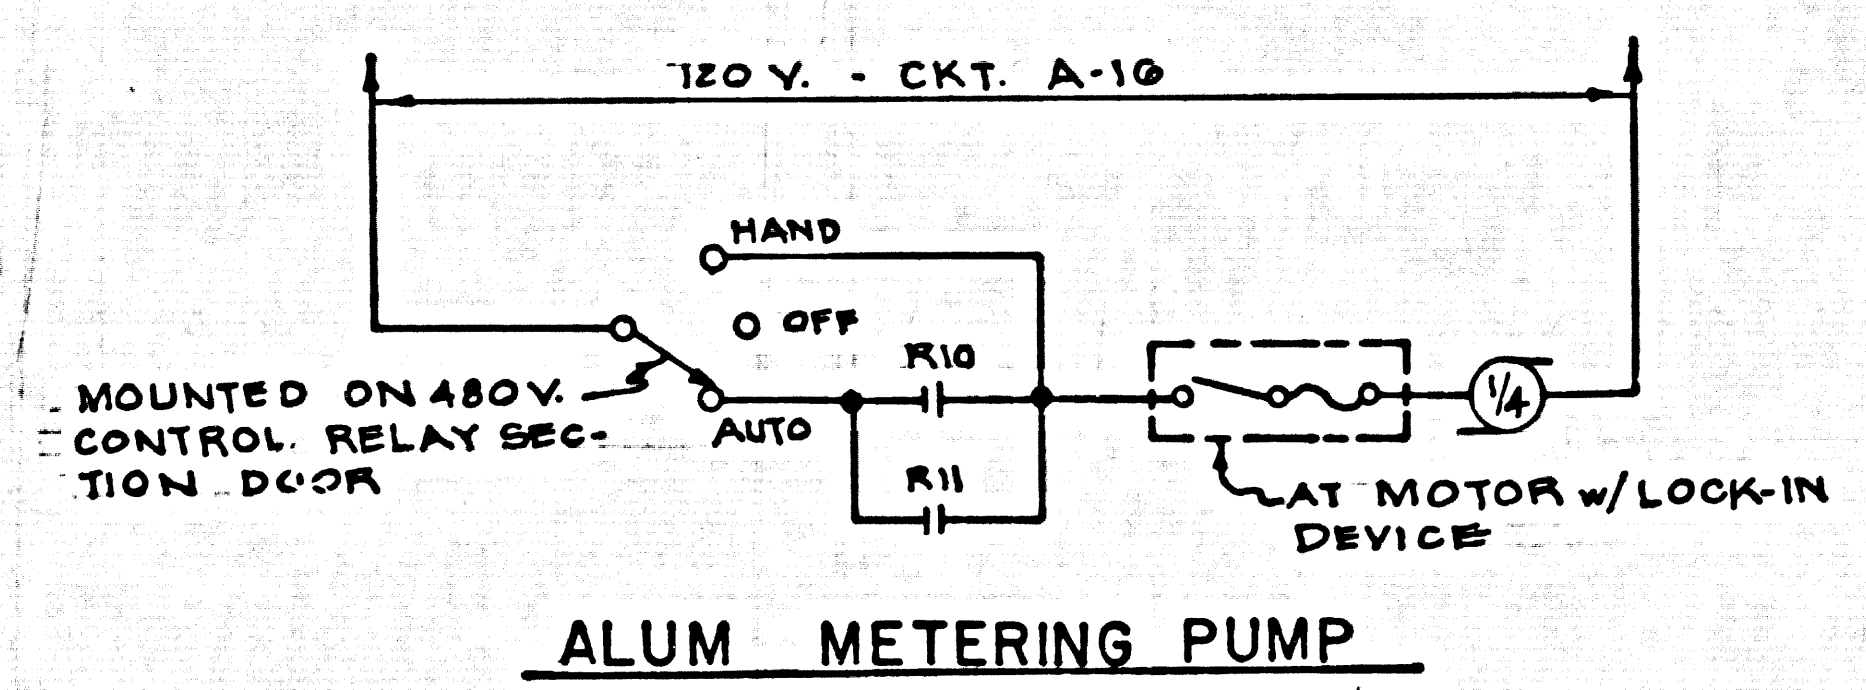 120 V. - CKT. A-16
HAND
OFF
R10
MOUNTED ON 480 V.
CONTROL RELAY SEC-
TION DOOR
AUTO
R11
1/4
AT MOTOR w/ LOCK-IN
DEVICE
ALUM METERING PUMP